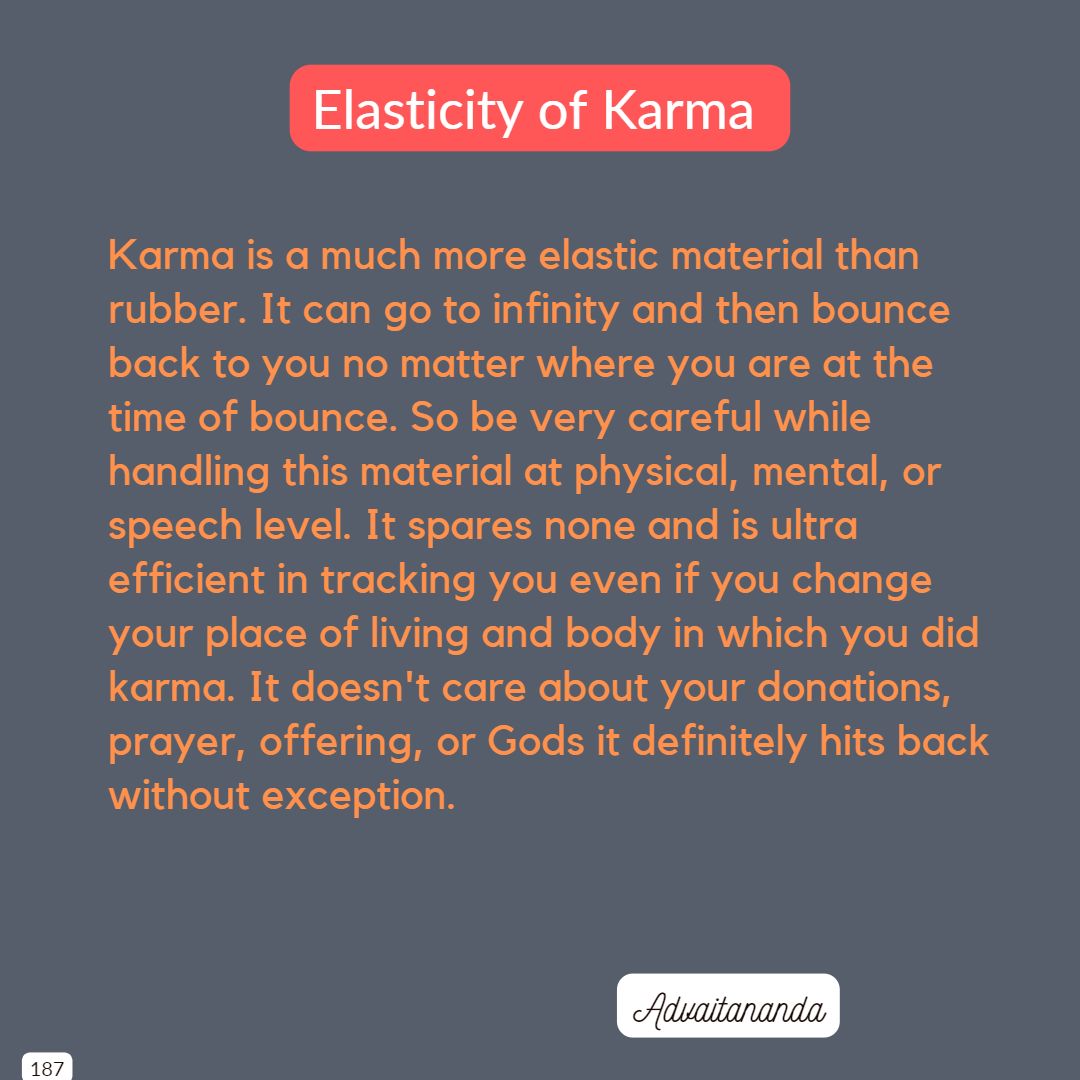 Elasticity of Karma
Karma is a much more elastic material than
rubber. It can go to infinity and then bounce
back to you no matter where you are at the
time of bounce. So be very careful while
handling this material at physical, mental, or
speech level. It spares none and is ultra
efficient in tracking you even if you change
your place of living and body in which you did
karma. It doesn't care about your donations,
prayer, offering, or Gods it definitely hits back
without exception.
Advaitananda
187